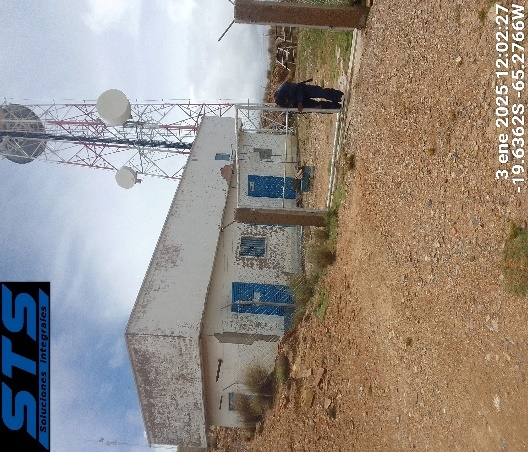 3 ene 2025 12.02.27
-19.6362S -65.2766W
STS
Soluciones Integrales